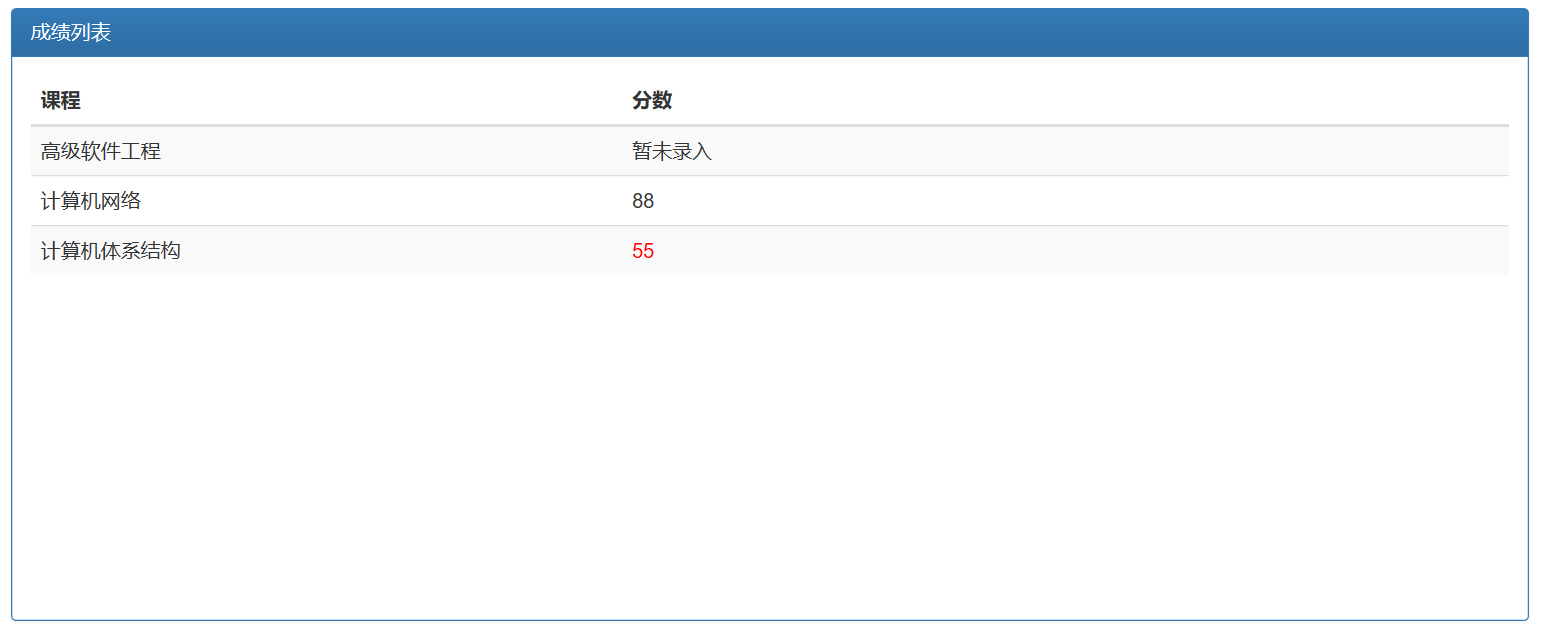 成绩列表
课程 分数
高级软件工程 暂未录入
计算机网络 88
计算机体系结构 55